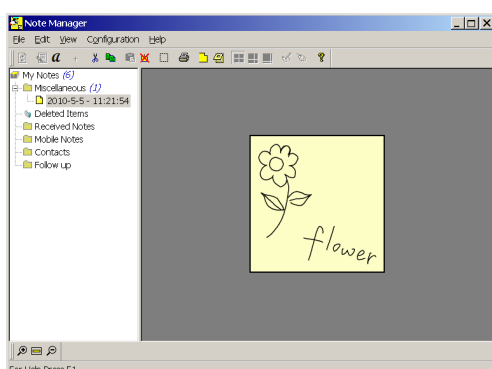 Note Manager
File Edit View Configuration Help
My Notes (6)
Miscellaneous (1)
2010-5-5 - 11:21:54
Deleted Items
Received Notes
Mobile Notes
Contacts
Follow up
flower
For Help Press F1